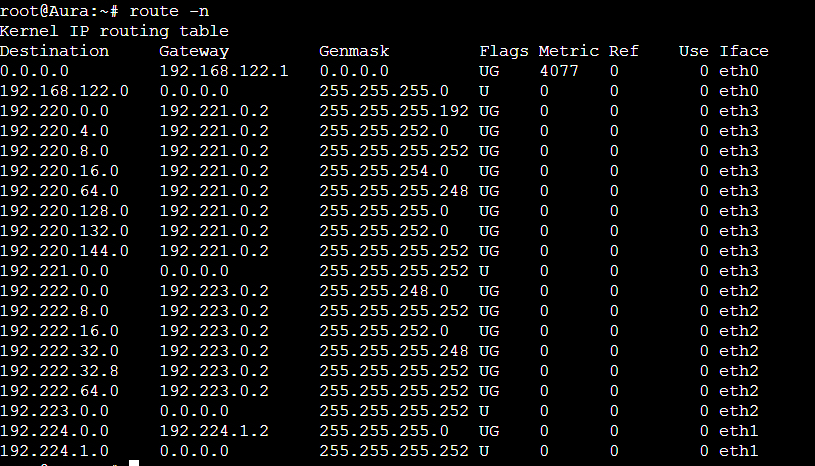 root@Aura:~# route -n
Kernel IP routing table
Destination     Gateway         Genmask         Flags Metric Ref    Use Iface
0.0.0.0         192.168.122.1   0.0.0.0         UG    4077   0        0 eth0
192.168.122.0   0.0.0.0         255.255.255.0   U     0      0        0 eth0
192.220.0.0     192.221.0.2     255.255.255.192 UG    0      0        0 eth3
192.220.4.0     192.221.0.2     255.255.252.0   UG    0      0        0 eth3
192.220.8.0     192.221.0.2     255.255.255.252 UG    0      0        0 eth3
192.220.16.0    192.221.0.2     255.255.254.0   UG    0      0        0 eth3
192.220.64.0    192.221.0.2     255.255.255.248 UG    0      0        0 eth3
192.220.128.0   192.221.0.2     255.255.255.0   UG    0      0        0 eth3
192.220.132.0   192.221.0.2     255.255.252.0   UG    0      0        0 eth3
192.220.144.0   192.221.0.2     255.255.255.252 UG    0      0        0 eth3
192.221.0.0     0.0.0.0         255.255.255.252 U     0      0        0 eth3
192.222.0.0     192.223.0.2     255.255.248.0   UG    0      0        0 eth2
192.222.8.0     192.223.0.2     255.255.255.252 UG    0      0        0 eth2
192.222.16.0    192.223.0.2     255.255.252.0   UG    0      0        0 eth2
192.222.32.0    192.223.0.2     255.255.255.248 UG    0      0        0 eth2
192.222.32.8    192.223.0.2     255.255.255.252 UG    0      0        0 eth2
192.222.64.0    192.223.0.2     255.255.255.252 UG    0      0        0 eth2
192.223.0.0     0.0.0.0         255.255.255.252 U     0      0        0 eth2
192.224.0.0     192.224.1.2     255.255.255.0   UG    0      0        0 eth1
192.224.1.0     0.0.0.0         255.255.255.252 U     0      0        0 eth1